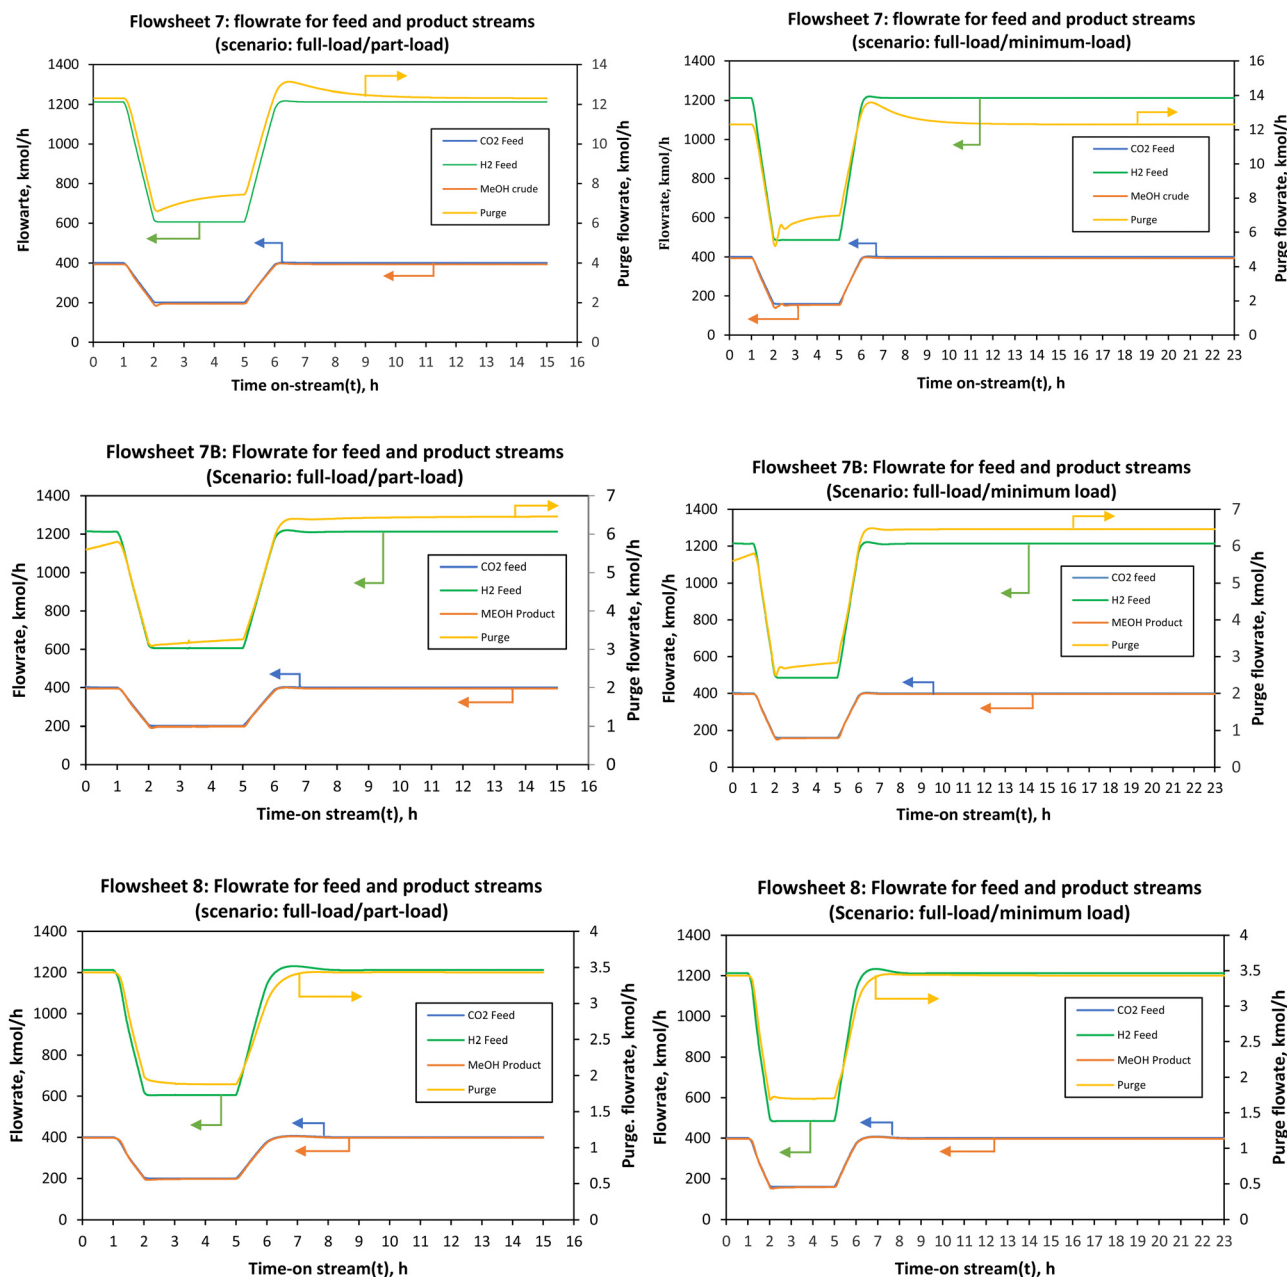 Flowsheet 7: flowrate for feed and product streams
(scenario: full-load/part-load)
1400
1200
1000
800
600
400
200
0
Flowarte, kmol/h
14
12
10
8
6
4
2
0
Purge flowrate, kmol/h
CO2 Feed
H2 Feed
MeOH crude
Purge
0 1 2 3 4 5 6 7 8 9 10 11 12 13 14 15 16
Time on-stream(t), h
Flowsheet 7: flowrate for feed and product streams
(scenario: full-load/minimum-load)
1400
1200
1000
800
600
400
200
0
Flowrate, kmol/h
16
14
12
10
8
6
4
2
0
Purge flowrate, kmol/h
CO2 Feed
H2 Feed
MeOH crude
Purge
0 1 2 3 4 5 6 7 8 9 10 11 12 13 14 15 16 17 18 19 20 21 22 23
Time on-stream(t), h
Flowsheet 7B: Flowrate for feed and product streams
(Scenario: full-load/part-load)
1400
1200
1000
800
600
400
200
0
Flowrate, kmol/h
7
6
5
4
3
2
1
0
Purge flowrate, kmol/h
CO2 feed
H2 Feed
MEOH Product
Purge
0 1 2 3 4 5 6 7 8 9 10 11 12 13 14 15 16
Time-on stream(t), h
Flowsheet 7B: Flowrate for feed and product streams
(Scenario: full-load/minimum load)
1400
1200
1000
800
600
400
200
0
Flowrate, kmol/h
7
6
5
4
3
2
1
0
Purge flowrate, kmol/h
CO2 feed
H2 Feed
MEOH Product
Purge
0 1 2 3 4 5 6 7 8 9 10 11 12 13 14 15 16 17 18 19 20 21 22 23
Time-on stream(t), h
Flowsheet 8: Flowrate for feed and product streams
(scenario: full-load/part-load)
1400
1200
1000
800
600
400
200
0
Flowrate, kmol/h
4
3.5
3
2.5
2
1.5
1
0.5
0
Purge. flowrate, kmol/h
CO2 Feed
H2 Feed
MeOH Product
Purge
0 1 2 3 4 5 6 7 8 9 10 11 12 13 14 15 16
Time-on stream(t), h
Flowsheet 8: Flowrate for feed and product streams
(Scenario: full-load/minimum load)
1400
1200
1000
800
600
400
200
0
Flowrate, kmol/h
4
3.5
3
2.5
2
1.5
1
0.5
0
Purge flowrate, kmol/h
CO2 Feed
H2 Feed
MeOH Product
Purge
0 1 2 3 4 5 6 7 8 9 10 11 12 13 14 15 16 17 18 19 20 21 22 23
Time-on stream(t), h